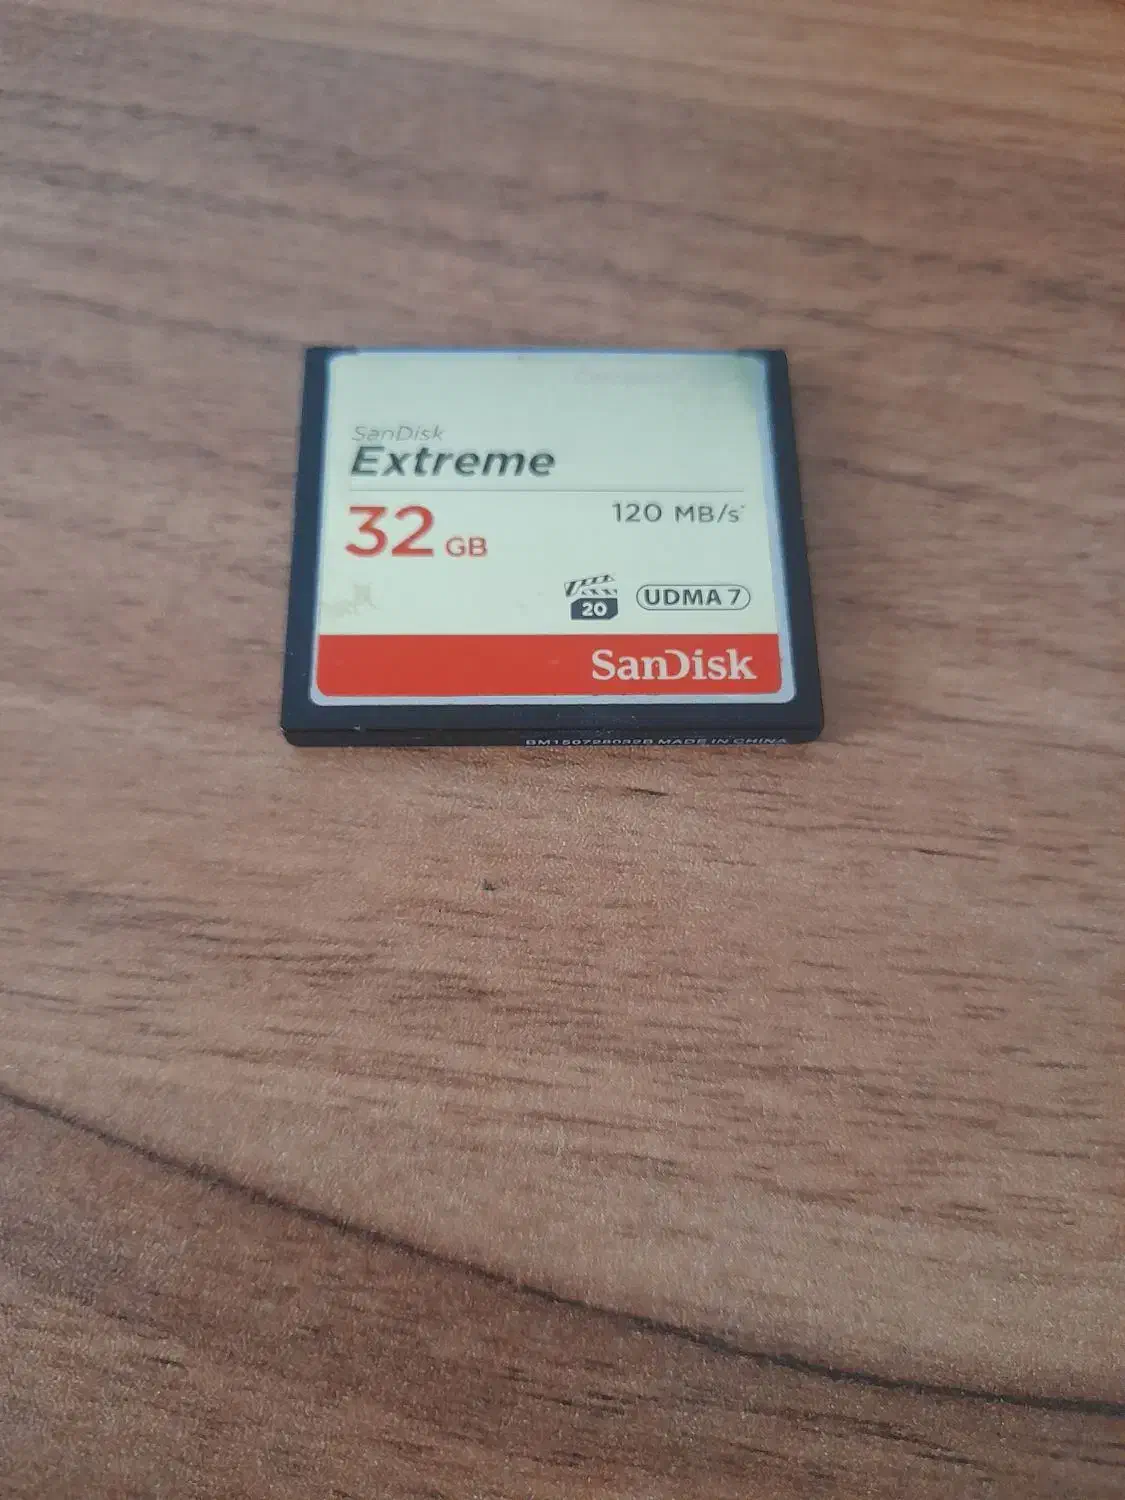 SanDisk
Extreme
32 GB
120 MB/s*
20
UDMA 7
SanDisk
MADE IN CHINA